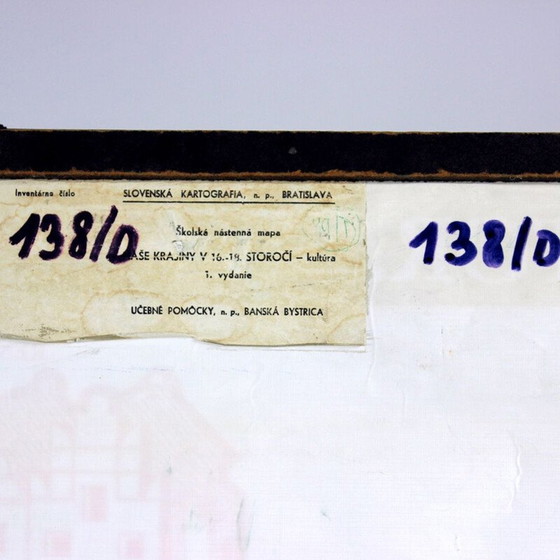 Inventárne číslo
SLOVENSKÁ KARTOGRAFIA, n. p., BRATISLAVA
138/D
Školská nástenná mapa
AŠE KRAJINY V 16.-18. STOROČÍ – kultúra
1. vydanie
UČEBNÉ POMÔCKY, n. p., BANSKÁ BYSTRICA
138/D